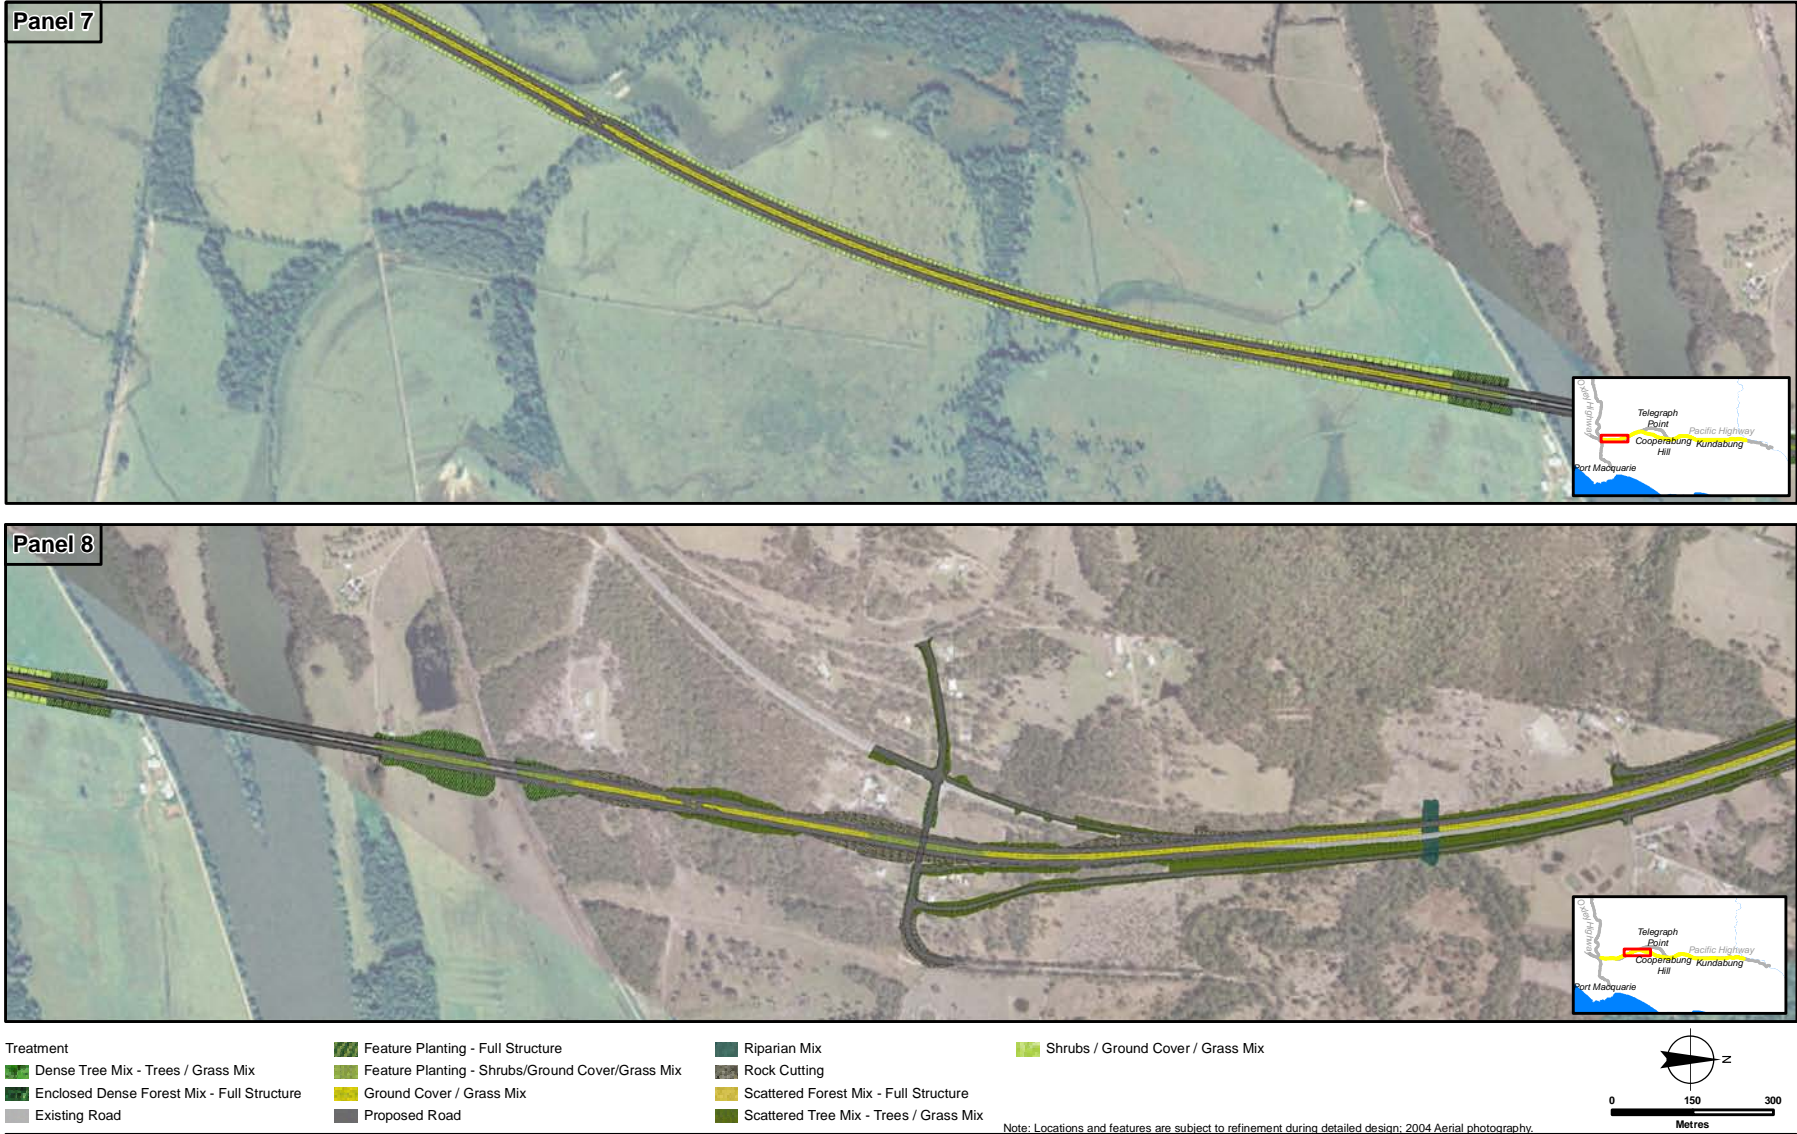 Panel 7
Oxley Highway
Telegraph
Point
Pacific Highway
Cooperabung
Kundabung
Hill
Port Macquarie
Panel 8
Oxley Highway
Telegraph
Point
Pacific Highway
Cooperabung
Kundabung
Hill
Port Macquarie
Treatment
Dense Tree Mix - Trees / Grass Mix
Enclosed Dense Forest Mix - Full Structure
Existing Road
Feature Planting - Full Structure
Feature Planting - Shrubs/Ground Cover/Grass Mix
Ground Cover / Grass Mix
Proposed Road
Riparian Mix
Rock Cutting
Scattered Forest Mix - Full Structure
Scattered Tree Mix - Trees / Grass Mix
Shrubs / Ground Cover / Grass Mix
N
0 150 300
Metres
Note: Locations and features are subject to refinement during detailed design; 2004 Aerial photography.